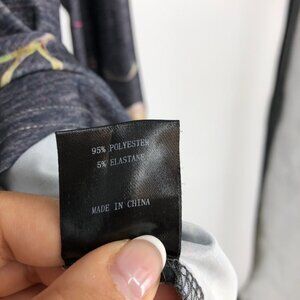 95% POLYESTER
5% ELASTANE
MADE IN CHINA